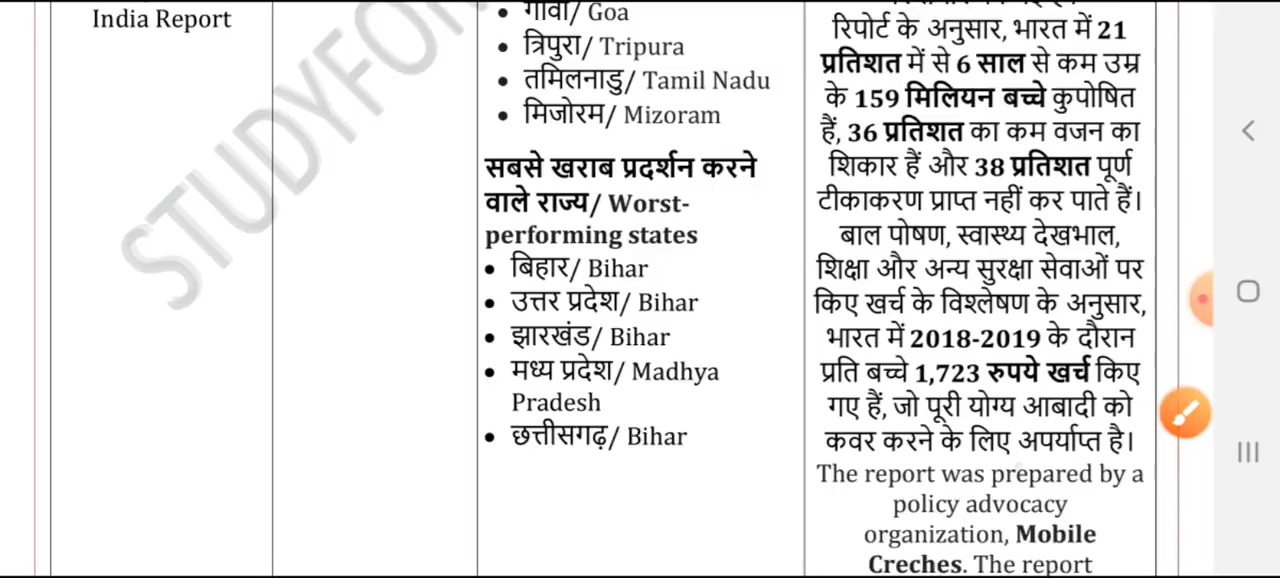 India Report
• गोवा/ Goa
• त्रिपुरा/ Tripura
• तमिलनाडु/ Tamil Nadu
• मिजोरम/ Mizoram
सबसे खराब प्रदर्शन करने
वाले राज्य/ Worst-
performing states
• बिहार/ Bihar
• उत्तर प्रदेश/ Bihar
• झारखंड/ Bihar
• मध्य प्रदेश/ Madhya
Pradesh
• छत्तीसगढ़/ Bihar
रिपोर्ट के अनुसार, भारत में 21
प्रतिशत में से 6 साल से कम उम्र
के 159 मिलियन बच्चे कुपोषित
हैं, 36 प्रतिशत का कम वजन का
शिकार हैं और 38 प्रतिशत पूर्ण
टीकाकरण प्राप्त नहीं कर पाते हैं।
बाल पोषण, स्वास्थ्य देखभाल,
शिक्षा और अन्य सुरक्षा सेवाओं पर
किए खर्च के विश्लेषण के अनुसार,
भारत में 2018-2019 के दौरान
प्रति बच्चे 1,723 रुपये खर्च किए
गए हैं, जो पूरी योग्य आबादी को
कवर करने के लिए अपर्याप्त है।
The report was prepared by a
policy advocacy
organization, Mobile
Creches. The report
STUDYFOR